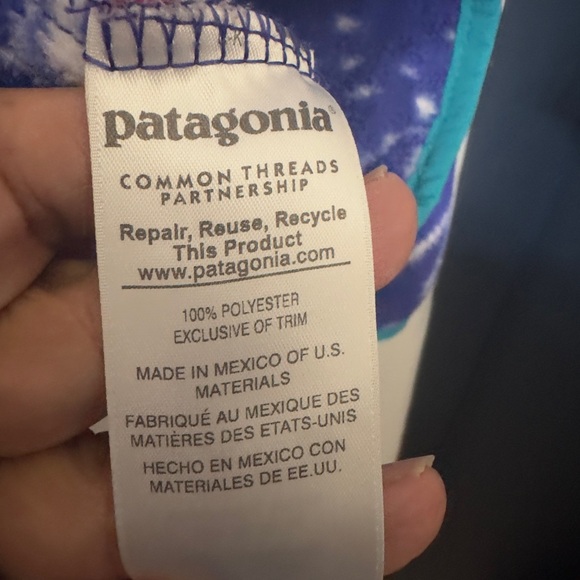 patagonia®
COMMON THREADS
PARTNERSHIP
Repair, Reuse, Recycle
This Product
www.patagonia.com
100% POLYESTER
EXCLUSIVE OF TRIM
MADE IN MEXICO OF U.S.
MATERIALS
FABRIQUÉ AU MEXIQUE DES
MATIÈRES DES ETATS-UNIS
HECHO EN MEXICO CON
MATERIALES DE EE.UU.